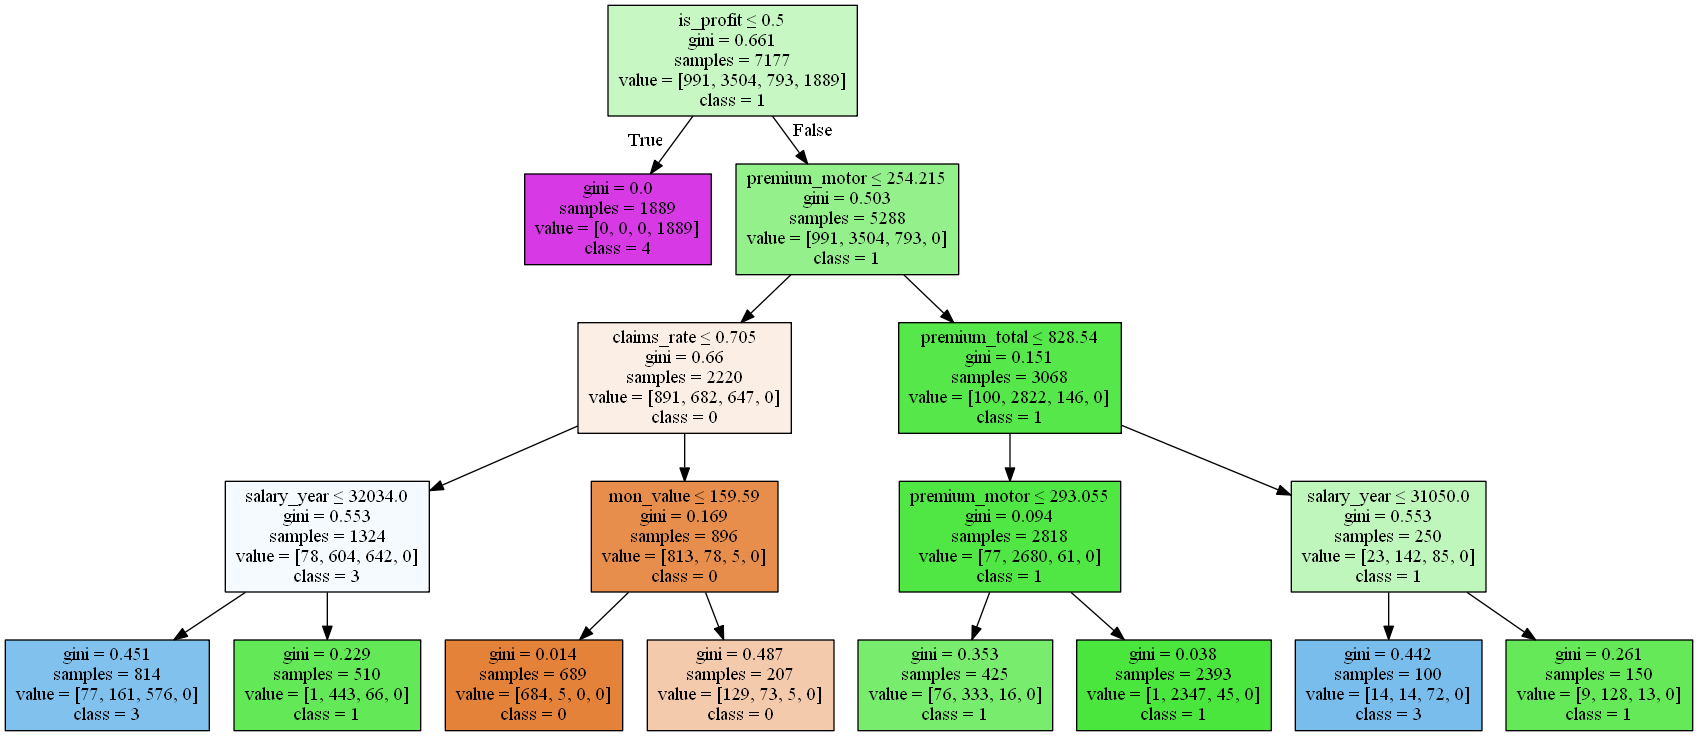 is_profit ≤ 0.5
gini = 0.661
samples = 7177
value = [991, 3504, 793, 1889]
class = 1
True
False
gini = 0.0
samples = 1889
value = [0, 0, 0, 1889]
class = 4
premium_motor ≤ 254.215
gini = 0.503
samples = 5288
value = [991, 3504, 793, 0]
class = 1
claims_rate ≤ 0.705
gini = 0.66
samples = 2220
value = [891, 682, 647, 0]
class = 0
premium_total ≤ 828.54
gini = 0.151
samples = 3068
value = [100, 2822, 146, 0]
class = 1
salary_year ≤ 32034.0
gini = 0.553
samples = 1324
value = [78, 604, 642, 0]
class = 3
mon_value ≤ 159.59
gini = 0.169
samples = 896
value = [813, 78, 5, 0]
class = 0
premium_motor ≤ 293.055
gini = 0.094
samples = 2818
value = [77, 2680, 61, 0]
class = 1
salary_year ≤ 31050.0
gini = 0.553
samples = 250
value = [23, 142, 85, 0]
class = 1
gini = 0.451
samples = 814
value = [77, 161, 576, 0]
class = 3
gini = 0.229
samples = 510
value = [1, 443, 66, 0]
class = 1
gini = 0.014
samples = 689
value = [684, 5, 0, 0]
class = 0
gini = 0.487
samples = 207
value = [129, 73, 5, 0]
class = 0
gini = 0.353
samples = 425
value = [76, 333, 16, 0]
class = 1
gini = 0.038
samples = 2393
value = [1, 2347, 45, 0]
class = 1
gini = 0.442
samples = 100
value = [14, 14, 72, 0]
class = 3
gini = 0.261
samples = 150
value = [9, 128, 13, 0]
class = 1